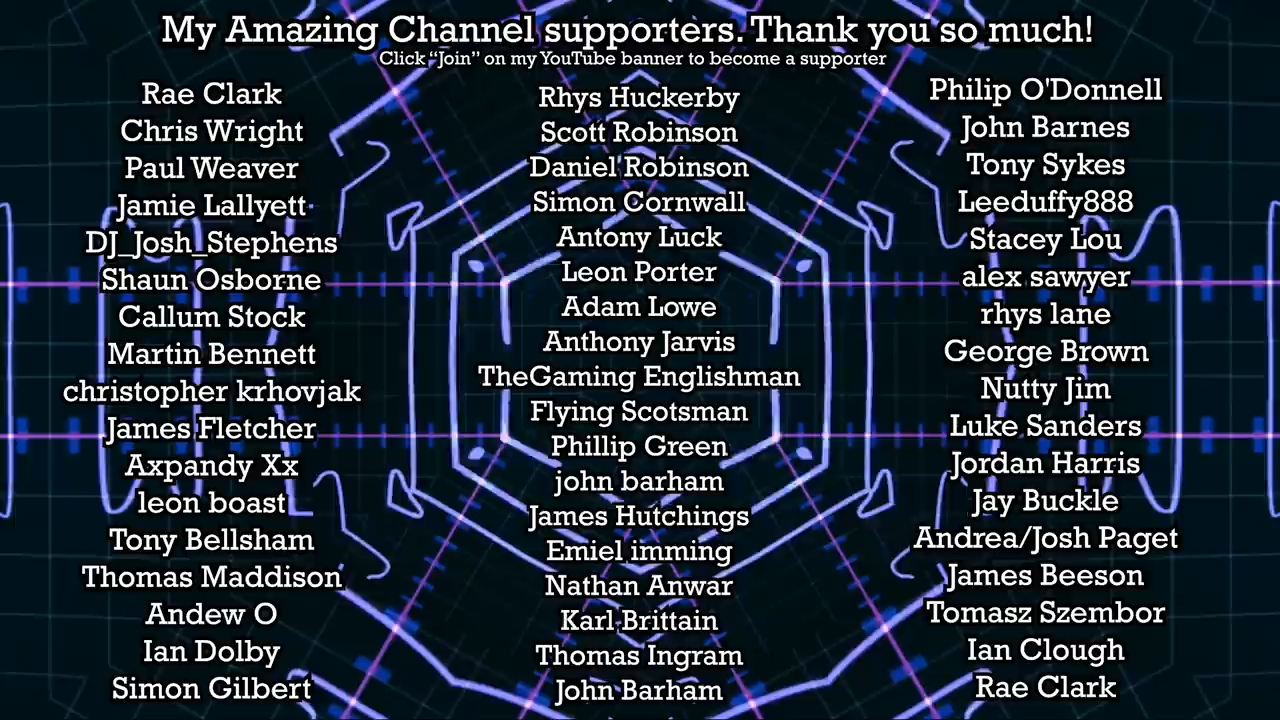 My Amazing Channel supporters. Thank you so much!
Click “Join” on my YouTube banner to become a supporter
Rae Clark
Chris Wright
Paul Weaver
Jamie Lallyett
DJ_Josh_Stephens
Shaun Osborne
Callum Stock
Martin Bennett
christopher krhovjak
James Fletcher
Axpandy Xx
leon boast
Tony Bellsham
Thomas Maddison
Andew O
Ian Dolby
Simon Gilbert
Rhys Huckerby
Scott Robinson
Daniel Robinson
Simon Cornwall
Antony Luck
Leon Porter
Adam Lowe
Anthony Jarvis
TheGaming Englishman
Flying Scotsman
Phillip Green
john barham
James Hutchings
Emiel imming
Nathan Anwar
Karl Brittain
Thomas Ingram
John Barham
Philip O'Donnell
John Barnes
Tony Sykes
Leeduffy888
Stacey Lou
alex sawyer
rhys lane
George Brown
Nutty Jim
Luke Sanders
Jordan Harris
Jay Buckle
Andrea/Josh Paget
James Beeson
Tomasz Szembor
Ian Clough
Rae Clark